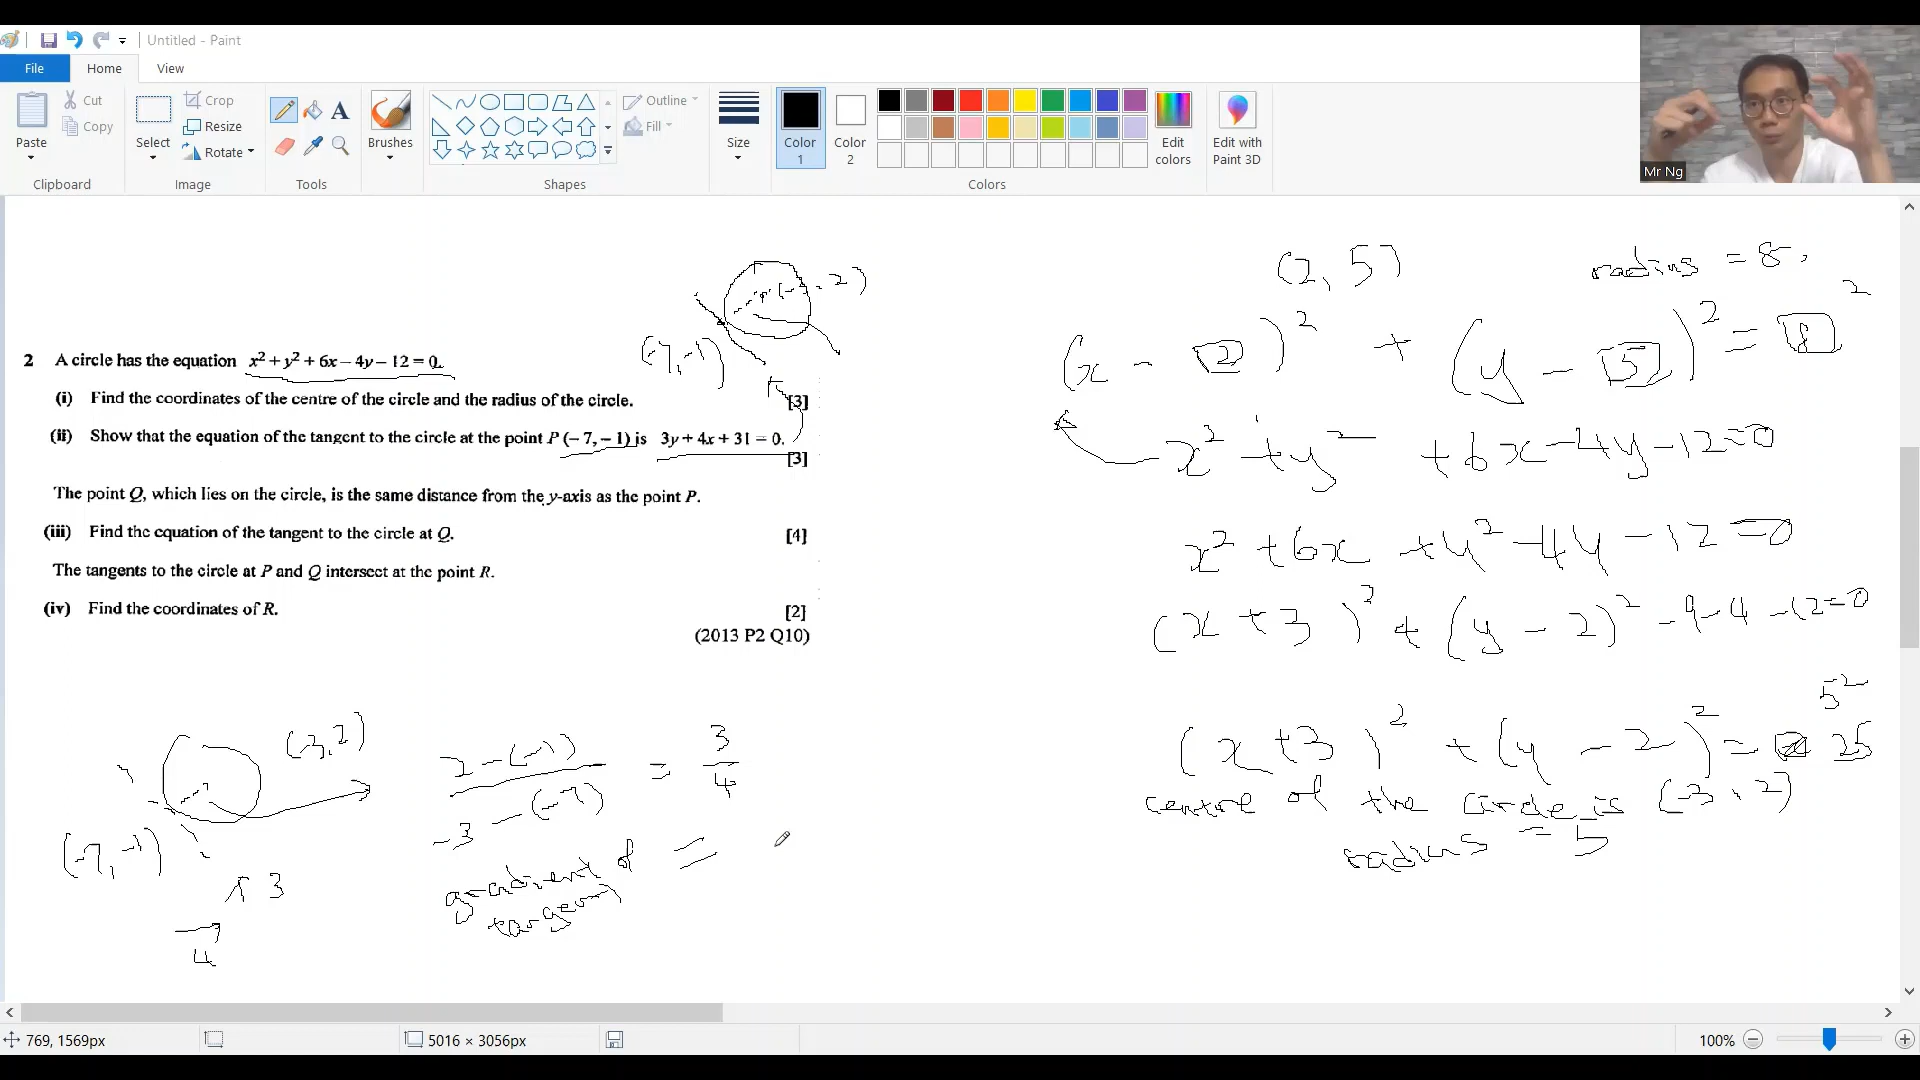 Untitled - Paint
File Home View
Paste
Cut
Copy
Clipboard
Select
Crop
Resize
Rotate
Image
Tools
Brushes
Shapes
Outline
Fill
Size
Color 1
Color 2
Colors
Edit colors
Edit with Paint 3D
Mr Ng
2 A circle has the equation x² + y² + 6x – 4y – 12 = 0.
(i) Find the coordinates of the centre of the circle and the radius of the circle. [3]
(ii) Show that the equation of the tangent to the circle at the point P (– 7, – 1) is 3y + 4x + 31 = 0. [3]
The point Q, which lies on the circle, is the same distance from the y-axis as the point P.
(iii) Find the equation of the tangent to the circle at Q. [4]
The tangents to the circle at P and Q intersect at the point R.
(iv) Find the coordinates of R. [2]
(2013 P2 Q10)
(-7,-1)
(2, 5) radius = 8
(x - 2)² + (y - 5)² = 8²
x² + y² + 6x - 4y - 12 = 0
x² + 6x + y² - 4y - 12 = 0
(x + 3)² + (y - 2)² - 9 - 4 - 12 = 0
5²
(x + 3)² + (y - 2)² = 25
centre of the circle is (-3, 2)
radius = 5
(-3, 2)
(-7, -1)
3
4
2 - (-1)
-3 - (-7)
= 3/4
gradient of tangent =
769, 1569px
5016 × 3056px
100%